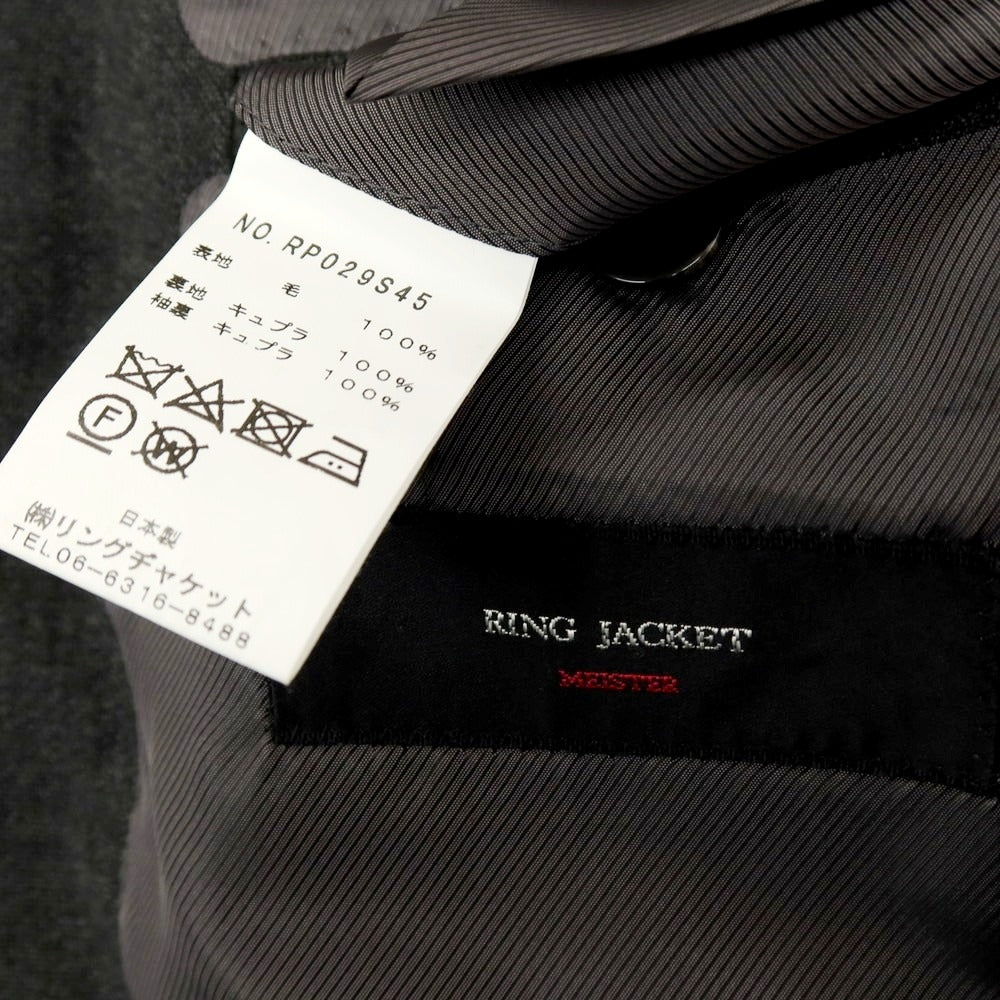 NO. RP029S45
表地 毛 100%
裏地 キュプラ 100%
袖裏 キュプラ 100%
F
W
日本製
㈱リングヂャケット
TEL.06-6316-8488
RING JACKET
MEISTER